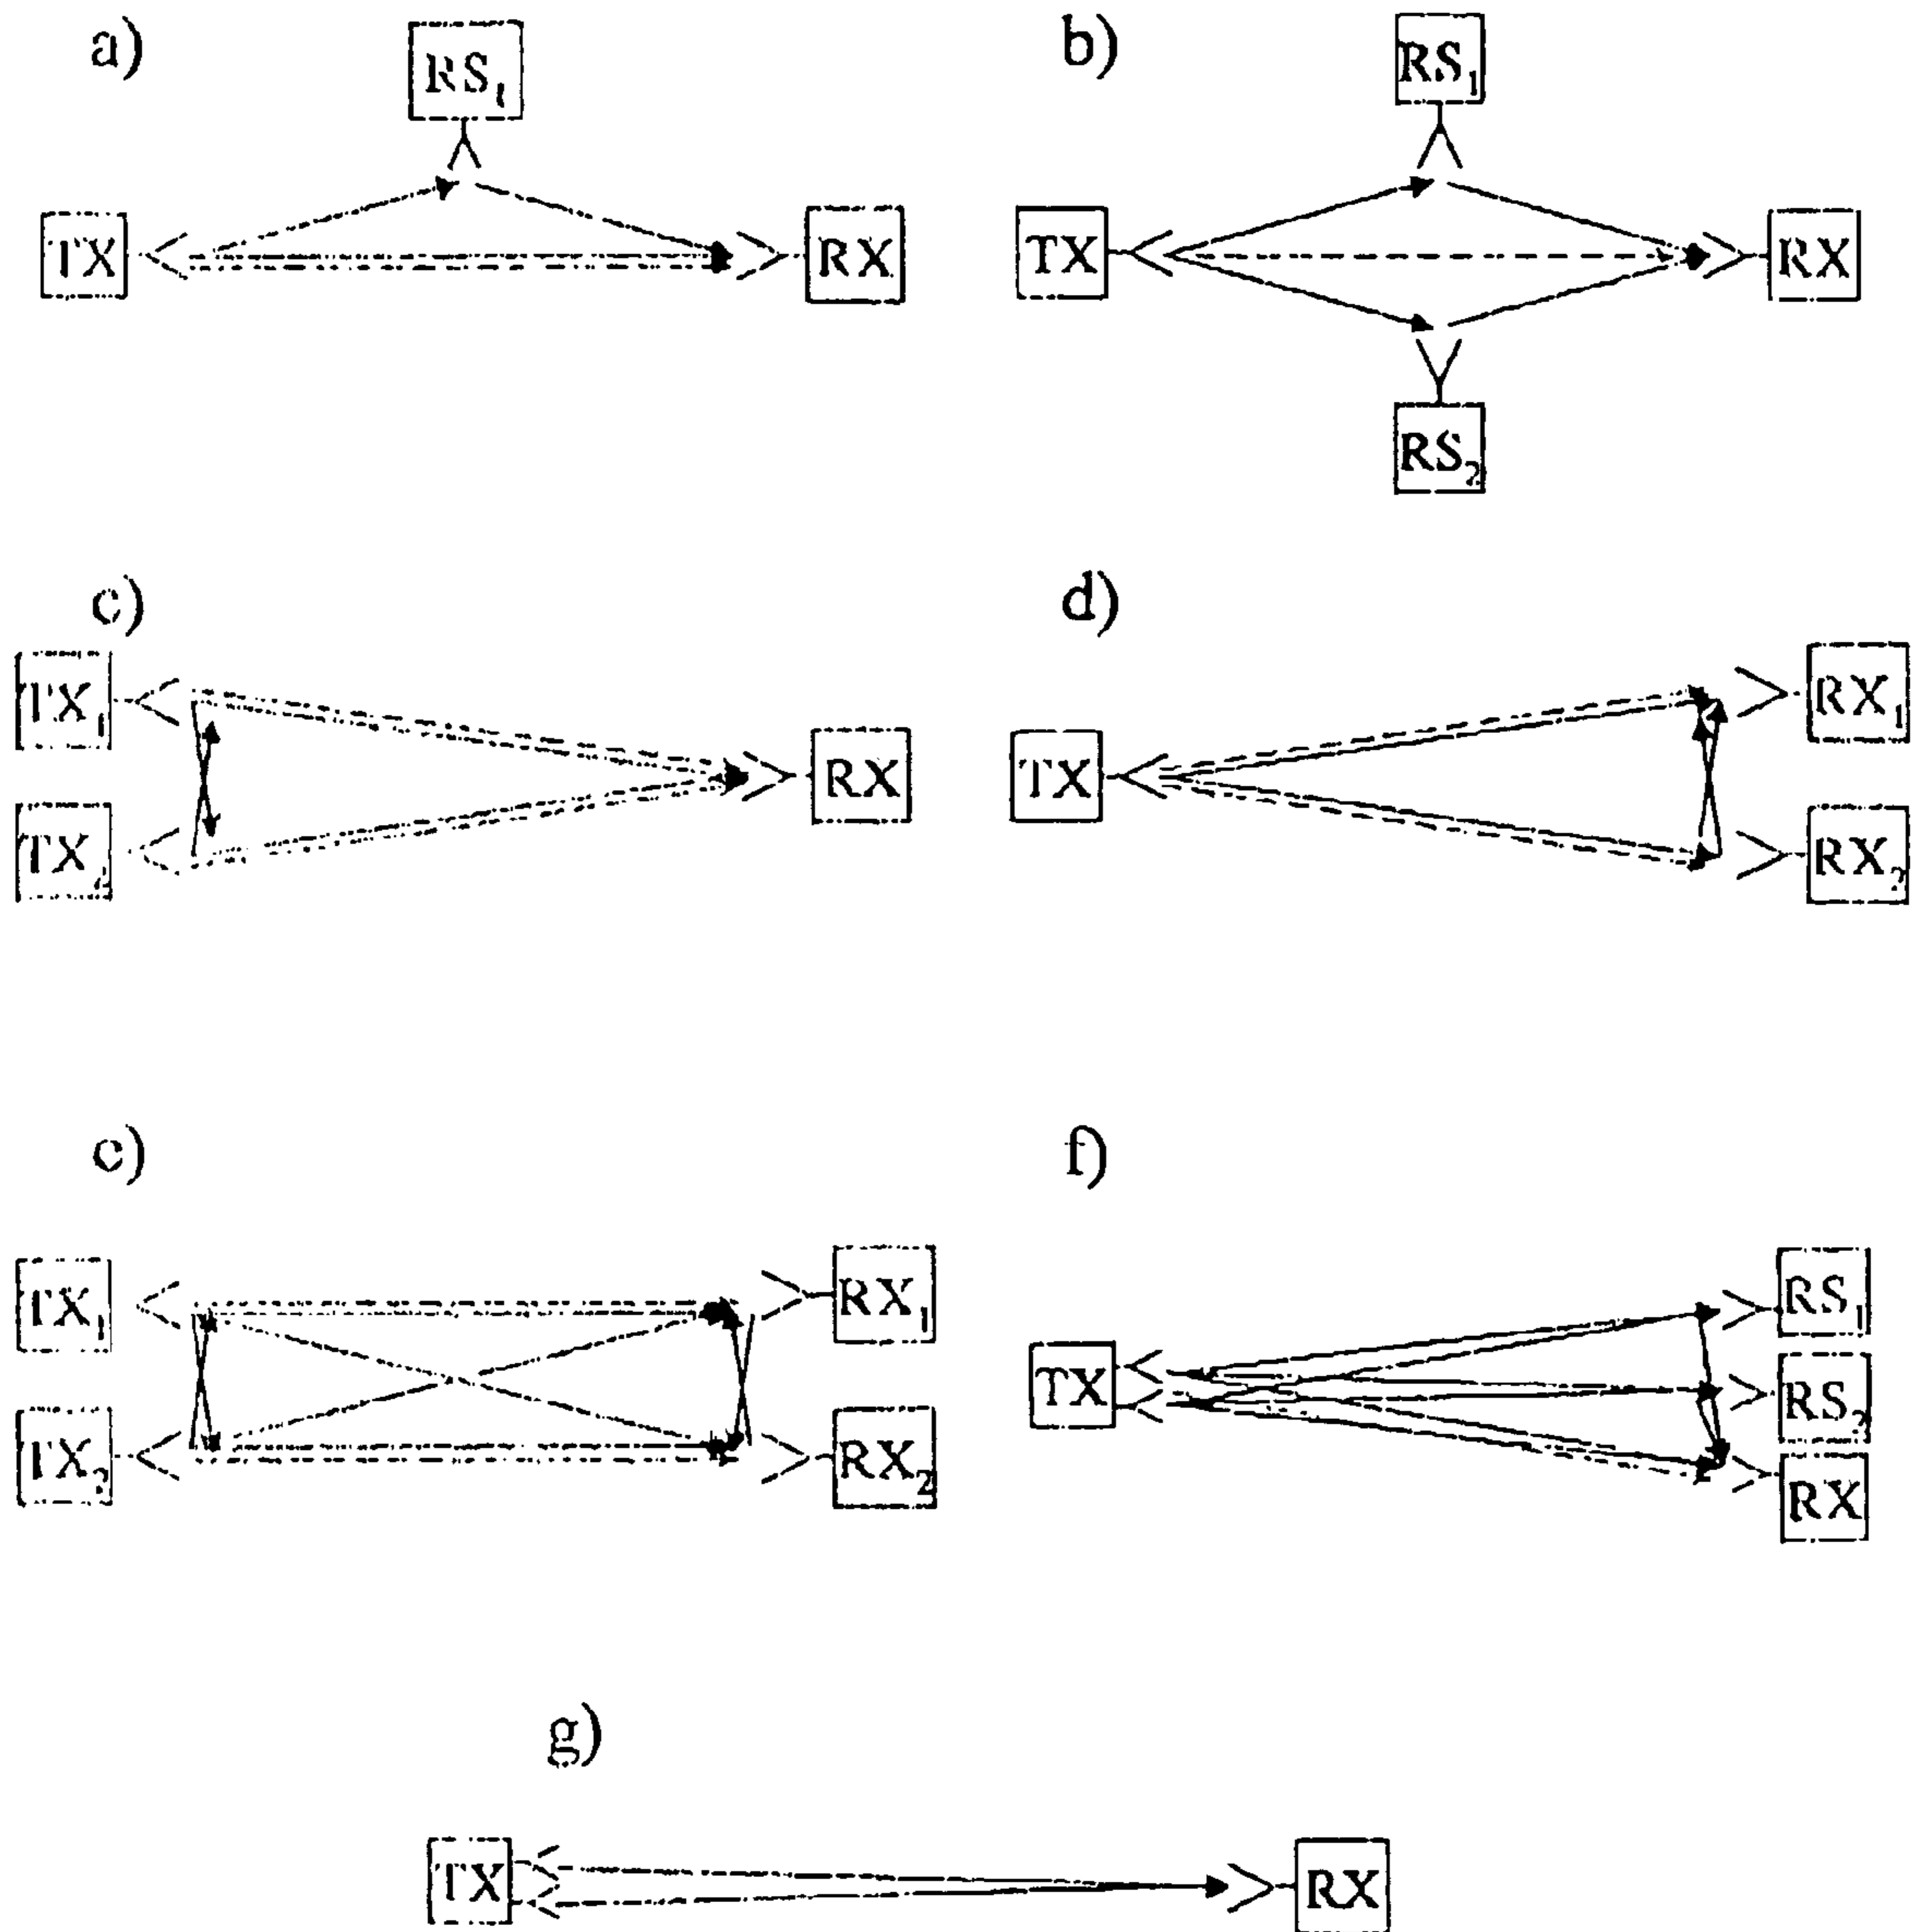 a)
RS1
TX
RX
b)
RS1
TX
RX
RS2
c)
TX1
TX2
RX
d)
TX
RX1
RX2
e)
TX1
TX2
RX1
RX2
f)
TX
RS1
RS2
RX
g)
TX
RX